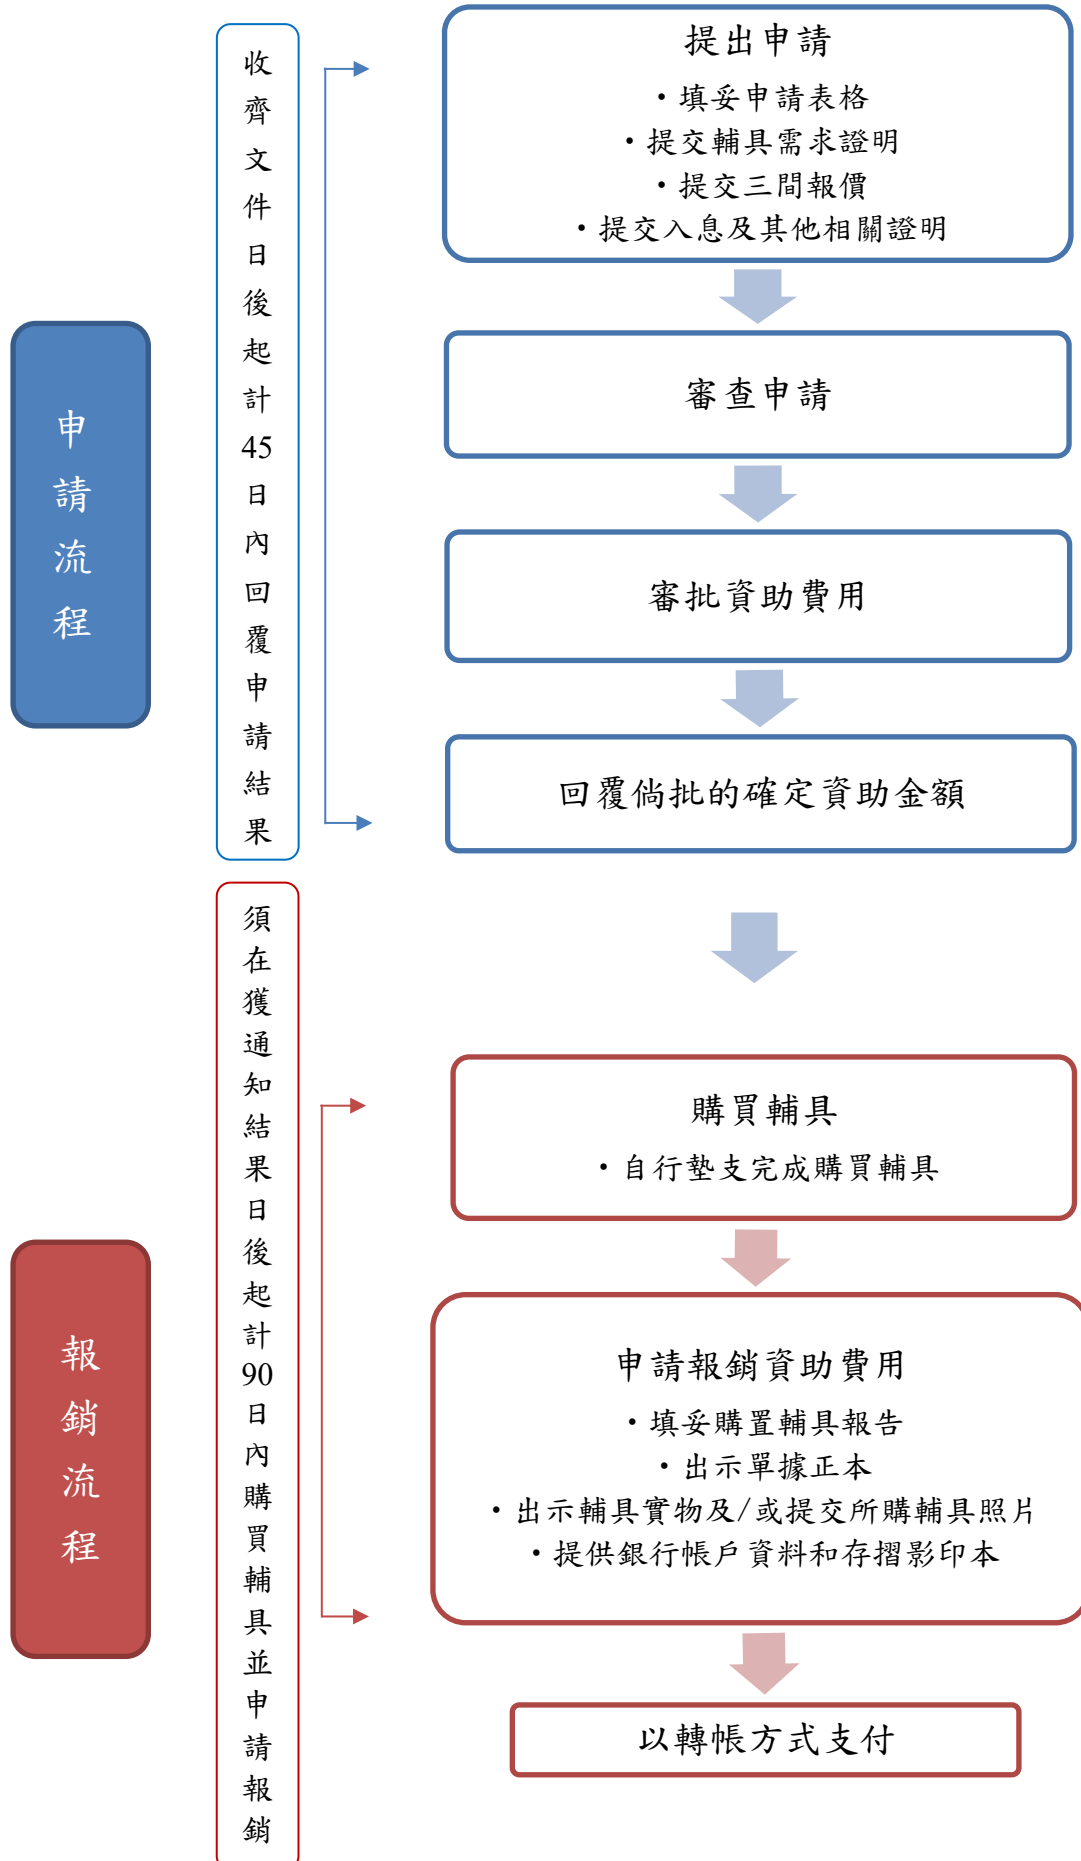 申請流程
收齊文件日後起計45日內回覆申請結果
提出申請
・填妥申請表格
・提交輔具需求證明
・提交三間報價
・提交入息及其他相關證明
審查申請
審批資助費用
回覆倘批的確定資助金額
報銷流程
須在獲通知結果日後起計90日內購買輔具並申請報銷
購買輔具
・自行墊支完成購買輔具
申請報銷資助費用
・填妥購置輔具報告
・出示單據正本
・出示輔具實物及/或提交所購輔具照片
・提供銀行帳戶資料和存摺影印本
以轉帳方式支付